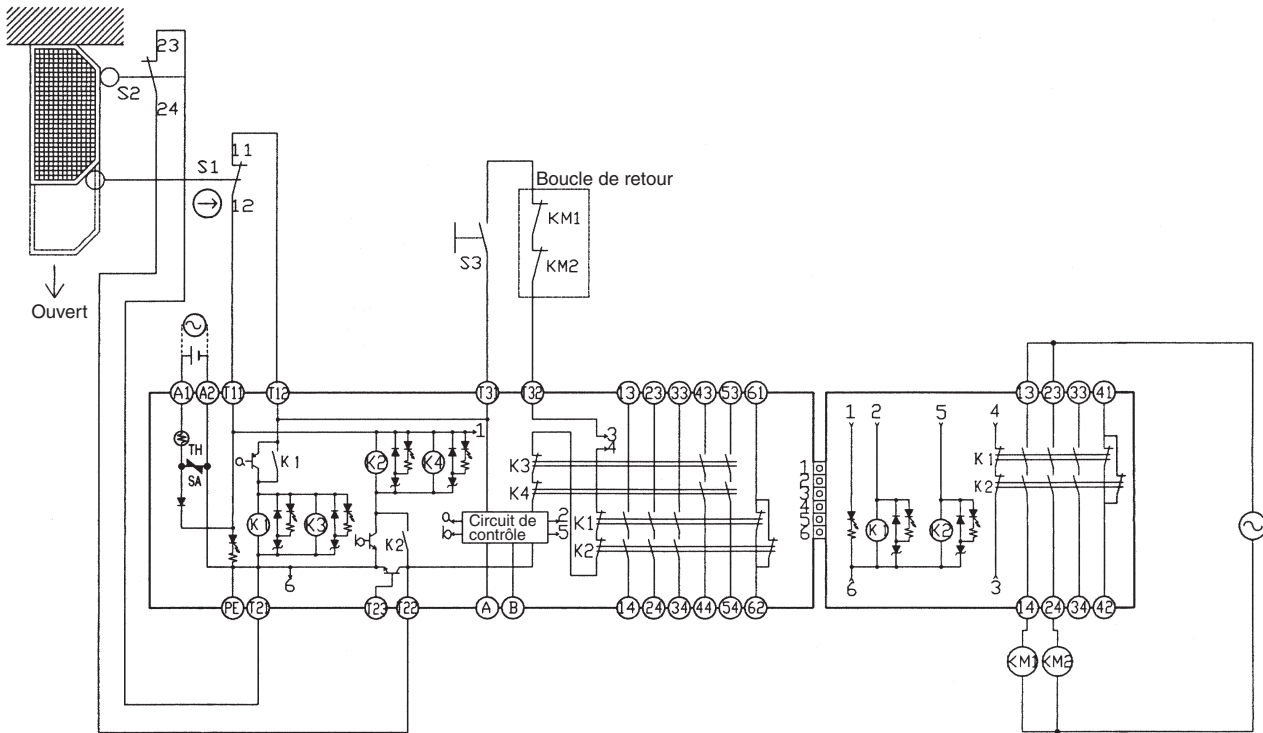 23
S2
24
11
S1
12
Boucle de retour
KM1
S3
KM2
Ouvert
A1 A2 T11 T12 T31 T32 13 23 33 43 53 61
13 23 33 41
1 2 5 4
1
3
4
TH
SA
a
K1
K2 K4
K3
K4
K1
K2
1
2
3
4
5
6
K1
K2
K1 K2
K1 K3
b
K2
a
b
Circuit de
contrôle
2
5
6
6
3
PE T21 T23 T22 A B 14 24 34 44 54 62
14 24 34 42
KM1 KM2